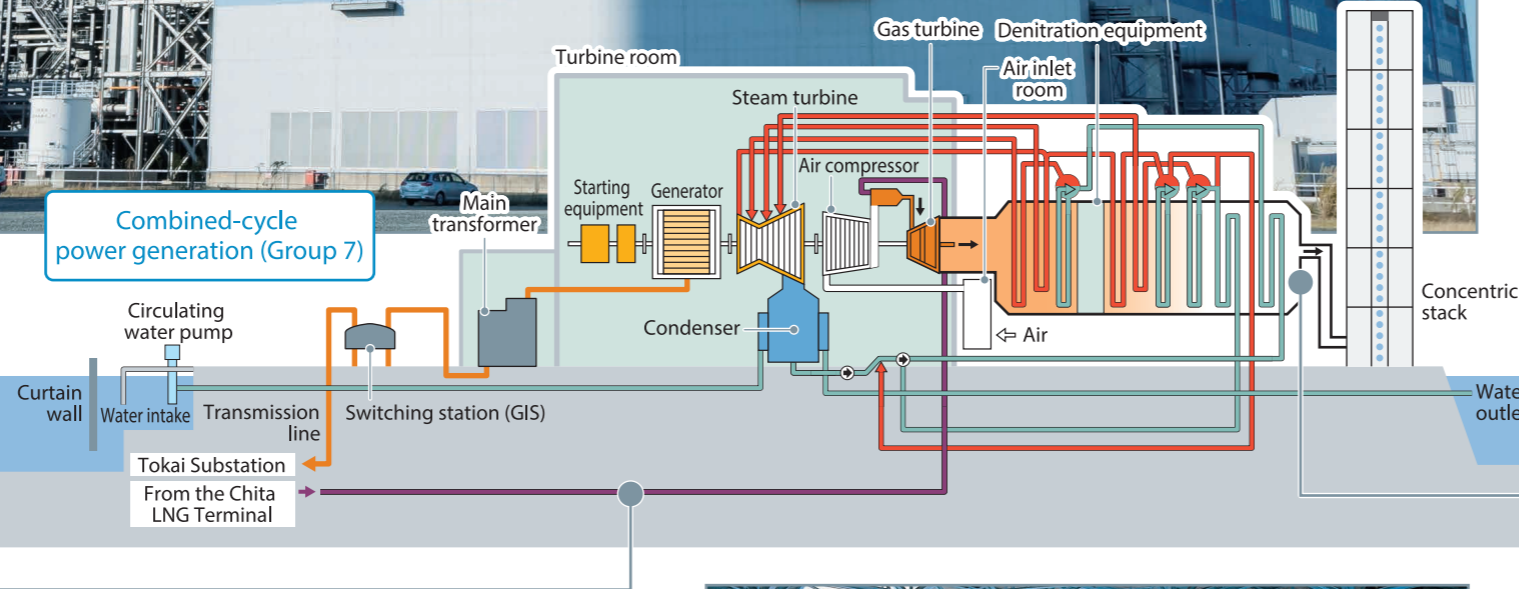 Gas turbine
Denitration equipment
Turbine room
Air inlet
room
Steam turbine
Air compressor
Starting
equipment
Generator
Main
transformer
Combined-cycle
power generation (Group 7)
Circulating
water pump
Condenser
Air
Concentric
stack
Curtain
wall
Water intake
Transmission
line
Switching station (GIS)
Wate
outle
Tokai Substation
From the Chita
LNG Terminal